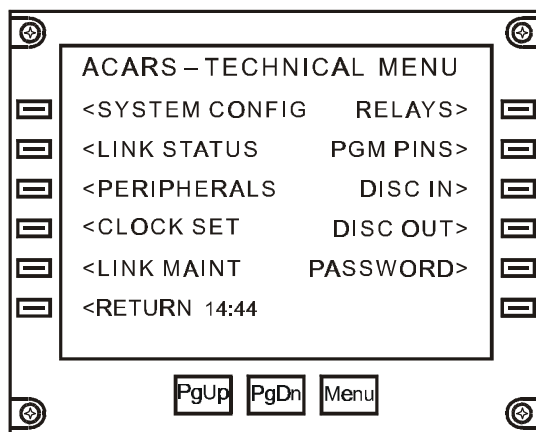 ACARS – TECHNICAL MENU
<SYSTEM CONFIG RELAYS>
<LINK STATUS PGM PINS>
<PERIPHERALS DISC IN>
<CLOCK SET DISC OUT>
<LINK MAINT PASSWORD>
<RETURN 14:44
PgUp PgDn Menu